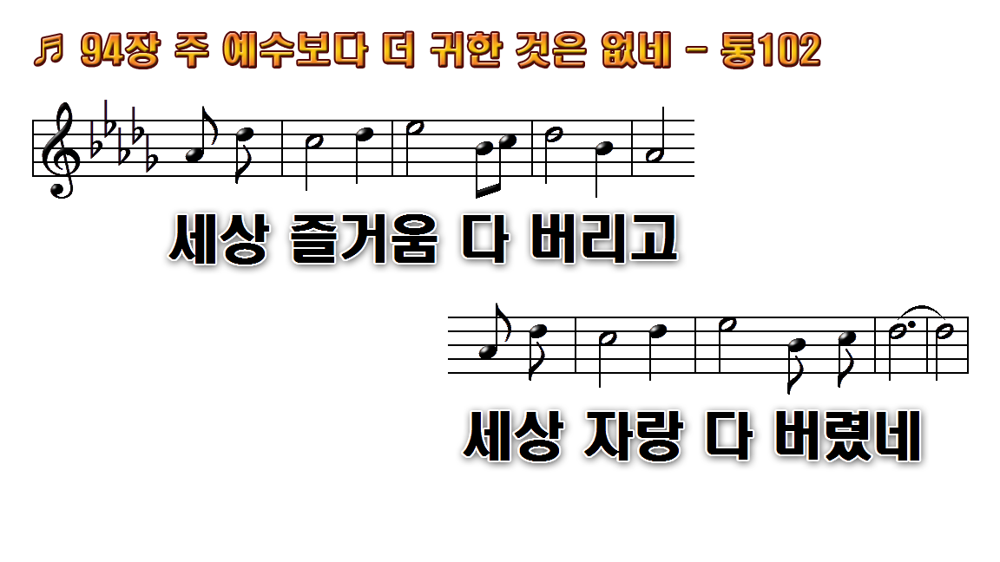 ♬ 94장 주 예수보다 더 귀한 것은 없네 - 통102
세상 즐거움 다 버리고
세상 자랑 다 버렸네